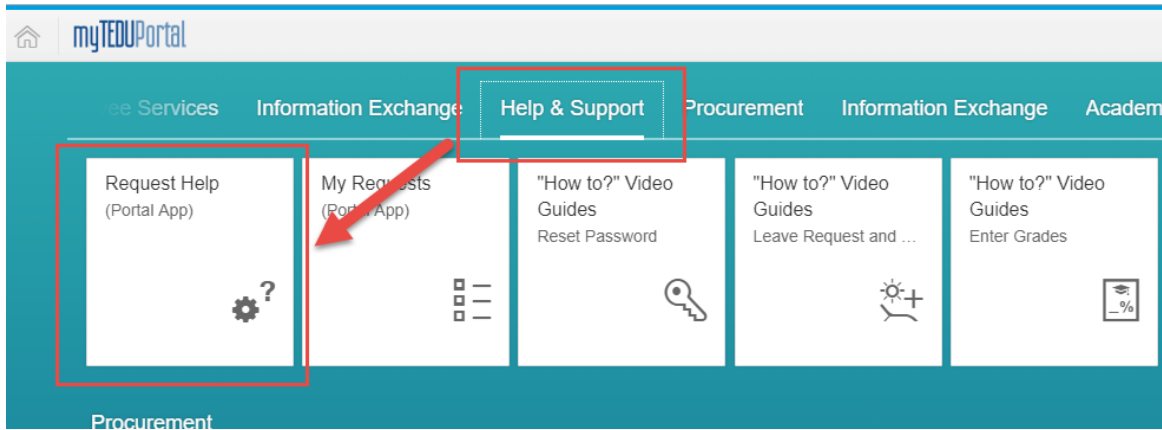 myTEDUPortal
ee Services Information Exchange Help & Support Procurement Information Exchange Academ
Request Help
(Portal App)
?
My Requests
(Portal App)
"How to?" Video
Guides
Reset Password
"How to?" Video
Guides
Leave Request and ...
"How to?" Video
Guides
Enter Grades
_%
Procurement